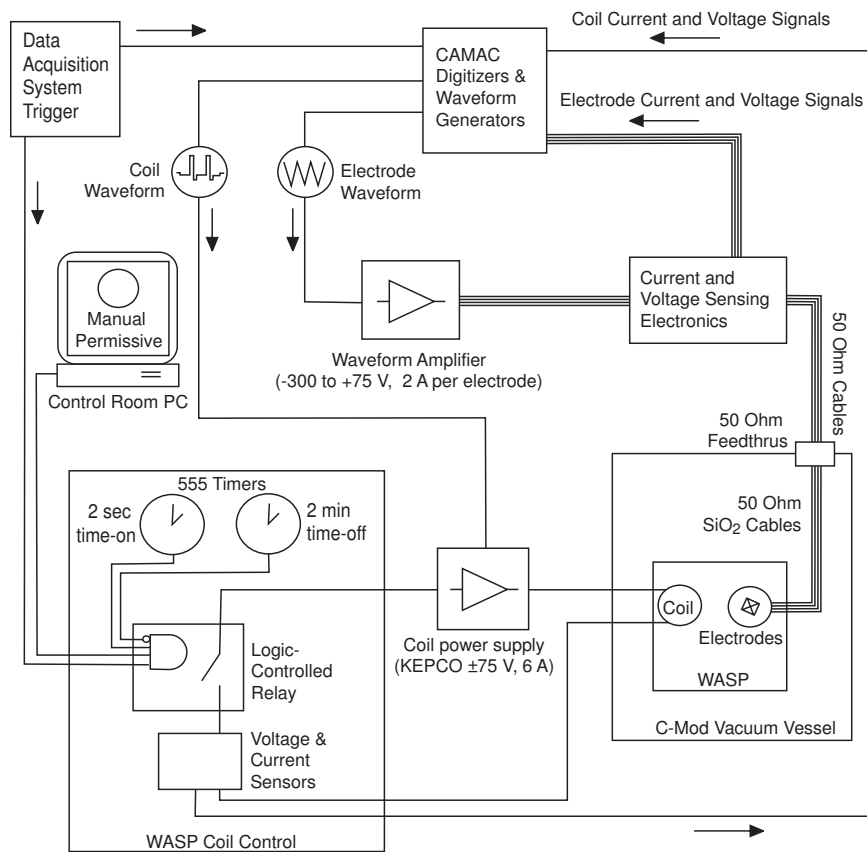 Data
Acquisition
System
Trigger
CAMAC
Digitizers &
Waveform
Generators
Coil Current and Voltage Signals
Electrode Current and Voltage Signals
Coil
Waveform
Electrode
Waveform
Manual
Permissive
Control Room PC
Waveform Amplifier
(-300 to +75 V, 2 A per electrode)
Current and
Voltage Sensing
Electronics
50 Ohm Cables
50 Ohm
Feedthrus
50 Ohm
SiO2 Cables
555 Timers
2 sec
time-on
2 min
time-off
Logic-
Controlled
Relay
Voltage &
Current
Sensors
WASP Coil Control
Coil power supply
(KEPCO ±75 V, 6 A)
Coil
Electrodes
WASP
C-Mod Vacuum Vessel